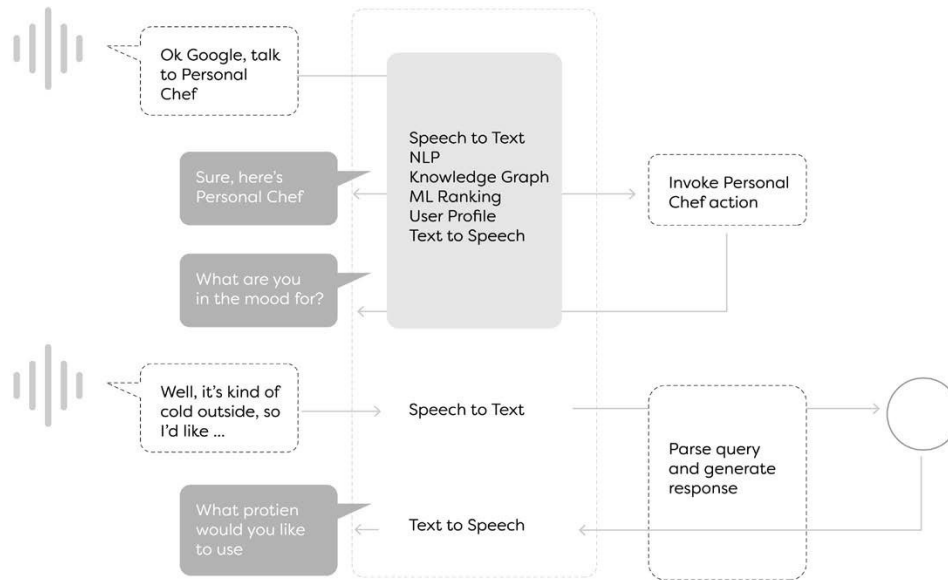 Ok Google, talk
to Personal
Chef
Speech to Text
NLP
Knowledge Graph
ML Ranking
User Profile
Text to Speech
Sure, here's
Personal Chef
Invoke Personal
Chef action
What are you
in the mood for?
Well, it's kind of
cold outside, so
I'd like ...
Speech to Text
Parse query
and generate
response
What protien
would you like
to use
Text to Speech